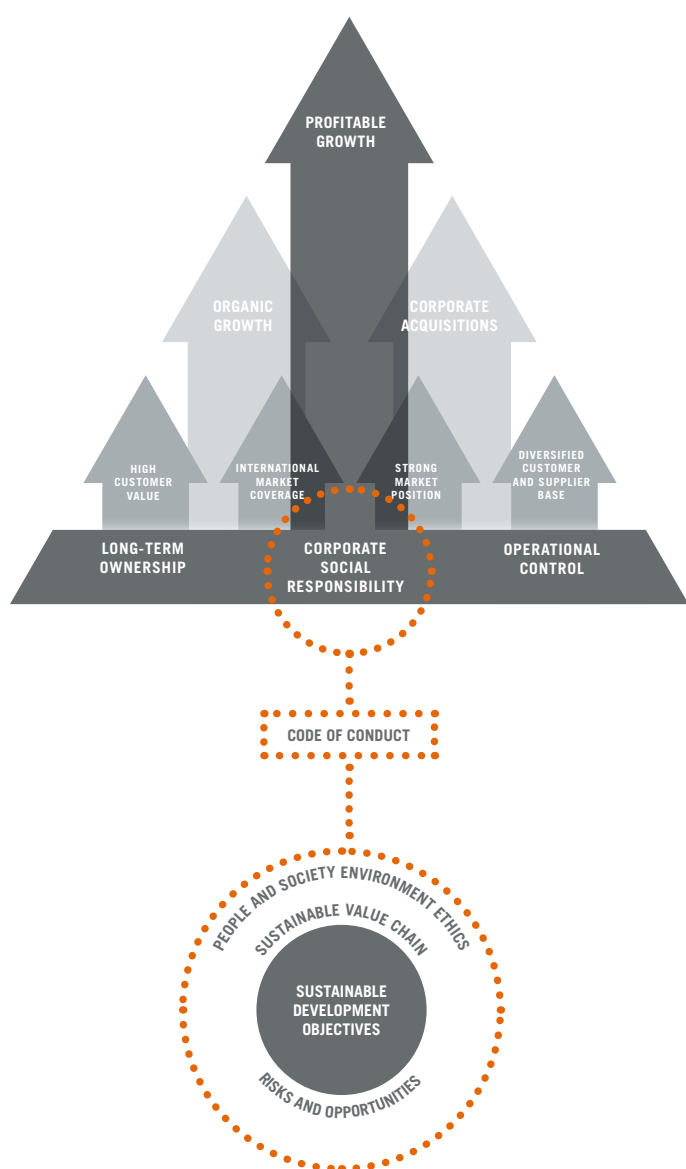 PROFITABLE
GROWTH
ORGANIC
GROWTH
CORPORATE
ACQUISITIONS
HIGH
CUSTOMER
VALUE
INTERNATIONAL
MARKET
COVERAGE
STRONG
MARKET
POSITION
DIVERSIFIED
CUSTOMER
AND SUPPLIER
BASE
LONG-TERM
OWNERSHIP
CORPORATE
SOCIAL
RESPONSIBILITY
OPERATIONAL
CONTROL
CODE OF CONDUCT
PEOPLE AND SOCIETY ENVIRONMENT ETHICS
SUSTAINABLE VALUE CHAIN
SUSTAINABLE
DEVELOPMENT
OBJECTIVES
RISKS AND OPPORTUNITIES